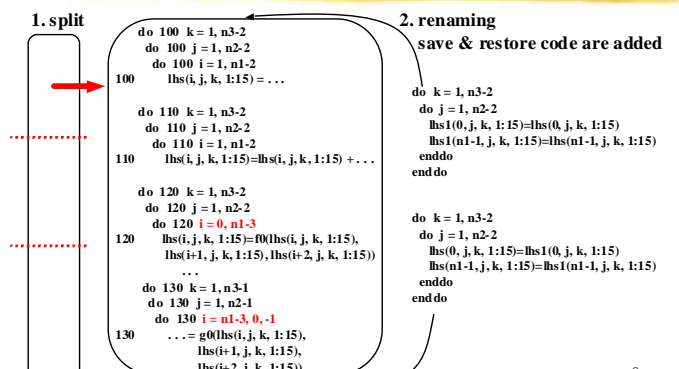 1. split
do 100 k = 1, n3-2
do 100 j = 1, n2-2
do 100 i = 1, n1-2
100 lhs(i, j, k, 1:15) = . . .
do 110 k = 1, n3-2
do 110 j = 1, n2-2
do 110 i = 1, n1-2
110 lhs(i, j, k, 1:15)=lhs(i, j, k, 1:15) + . . .
do 120 k = 1, n3-2
do 120 j = 1, n2-2
do 120 i = 0, n1-3
120 lhs(i, j, k, 1:15)=f0(lhs(i, j, k, 1:15),
lhs(i+1, j, k, 1:15), lhs(i+2, j, k, 1:15))
. . .
do 130 k = 1, n3-1
do 130 j = 1, n2-1
do 130 i = n1-3, 0, -1
130 . . . = g0(lhs(i, j, k, 1:15),
lhs(i+1, j, k, 1:15),
lhs(i+2, j, k, 1:15))
2. renaming
save & restore code are added
do k = 1, n3-2
do j = 1, n2-2
lhs1(0, j, k, 1:15)=lhs(0, j, k, 1:15)
lhs1(n1-1, j, k, 1:15)=lhs(n1-1, j, k, 1:15)
enddo
enddo
do k = 1, n3-2
do j = 1, n2-2
lhs(0, j, k, 1:15)=lhs1(0, j, k, 1:15)
lhs(n1-1, j, k, 1:15)=lhs1(n1-1, j, k, 1:15)
enddo
enddo